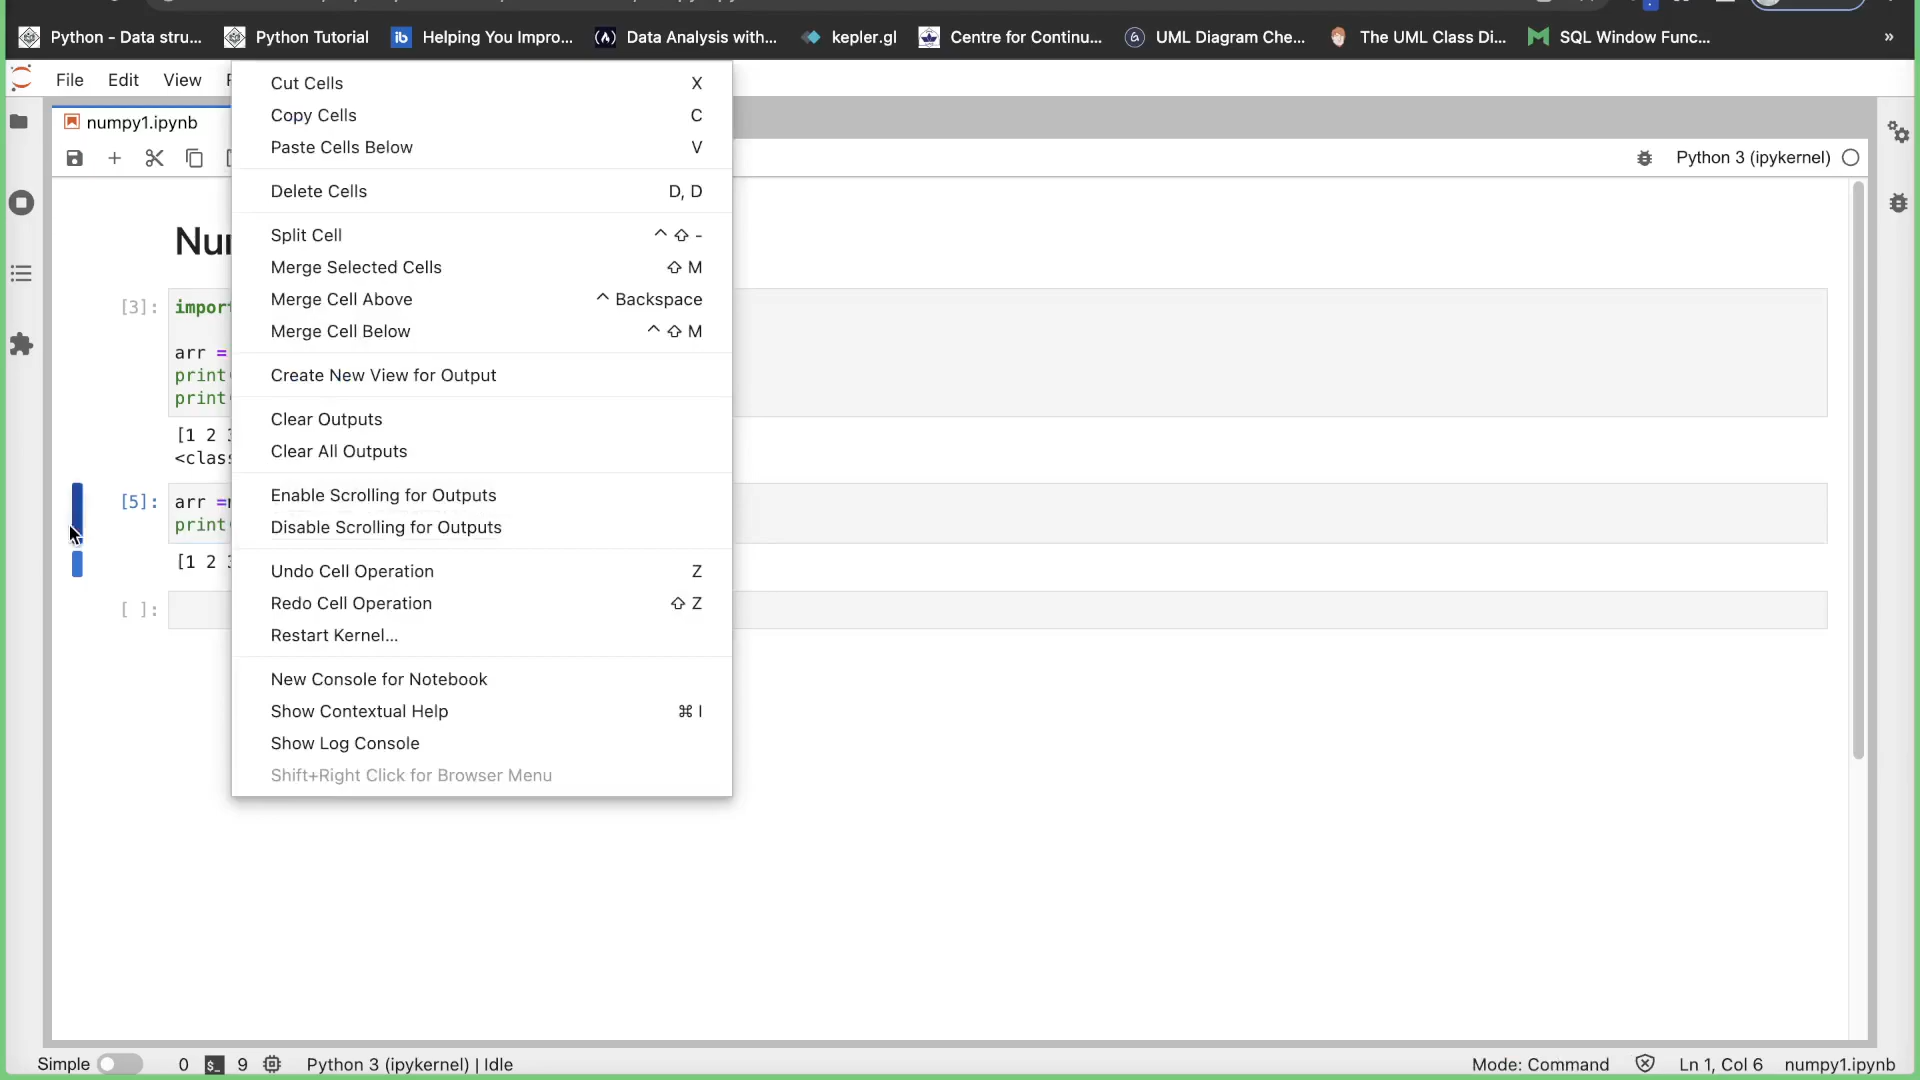 Python - Data stru...
Python Tutorial
Helping You Impro...
Data Analysis with...
kepler.gl
Centre for Continu...
UML Diagram Che...
The UML Class Di...
SQL Window Func...
»
File
Edit
View
numpy1.ipynb
Python 3 (ipykernel)
Cut Cells X
Copy Cells C
Paste Cells Below V
Delete Cells D, D
Split Cell ^ ⇧ -
Merge Selected Cells ⇧ M
Merge Cell Above ^ Backspace
Merge Cell Below ^ ⇧ M
Create New View for Output
Clear Outputs
Clear All Outputs
Enable Scrolling for Outputs
Disable Scrolling for Outputs
Undo Cell Operation Z
Redo Cell Operation ⇧ Z
Restart Kernel...
New Console for Notebook
Show Contextual Help ⌘ I
Show Log Console
Shift+Right Click for Browser Menu
[3]:
arr =
print
print
[1 2
[5]:
arr =
print
[1 2
[ ]:
Simple
0
9
Python 3 (ipykernel) | Idle
Mode: Command
Ln 1, Col 6
numpy1.ipynb